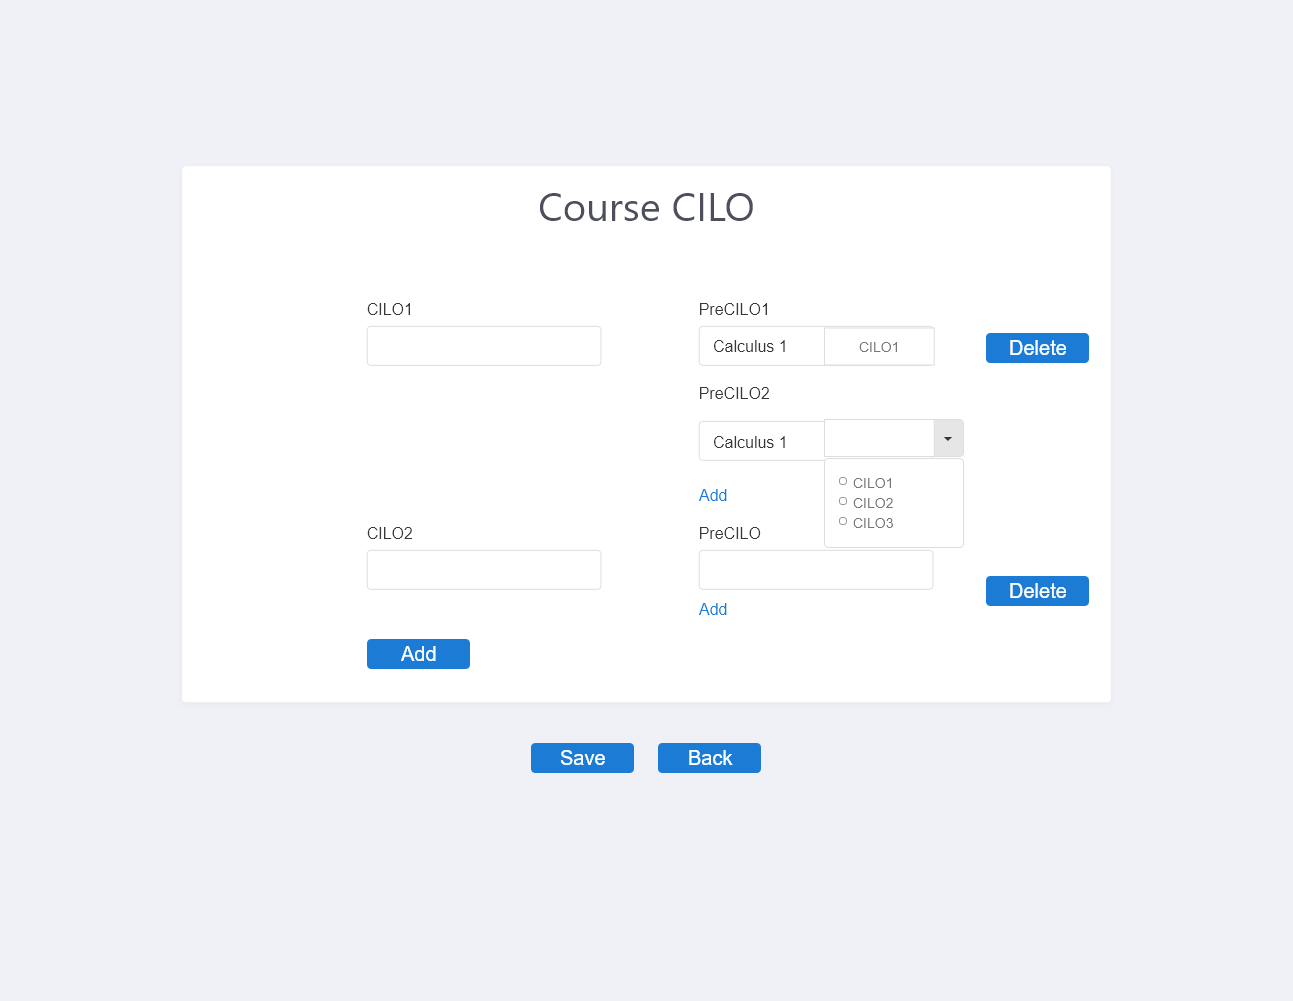 Course CILO
CILO1
PreCILO1
Calculus 1
CILO1
Delete
PreCILO2
Calculus 1
CILO1
CILO2
CILO3
Add
CILO2
PreCILO
Delete
Add
Add
Save
Back